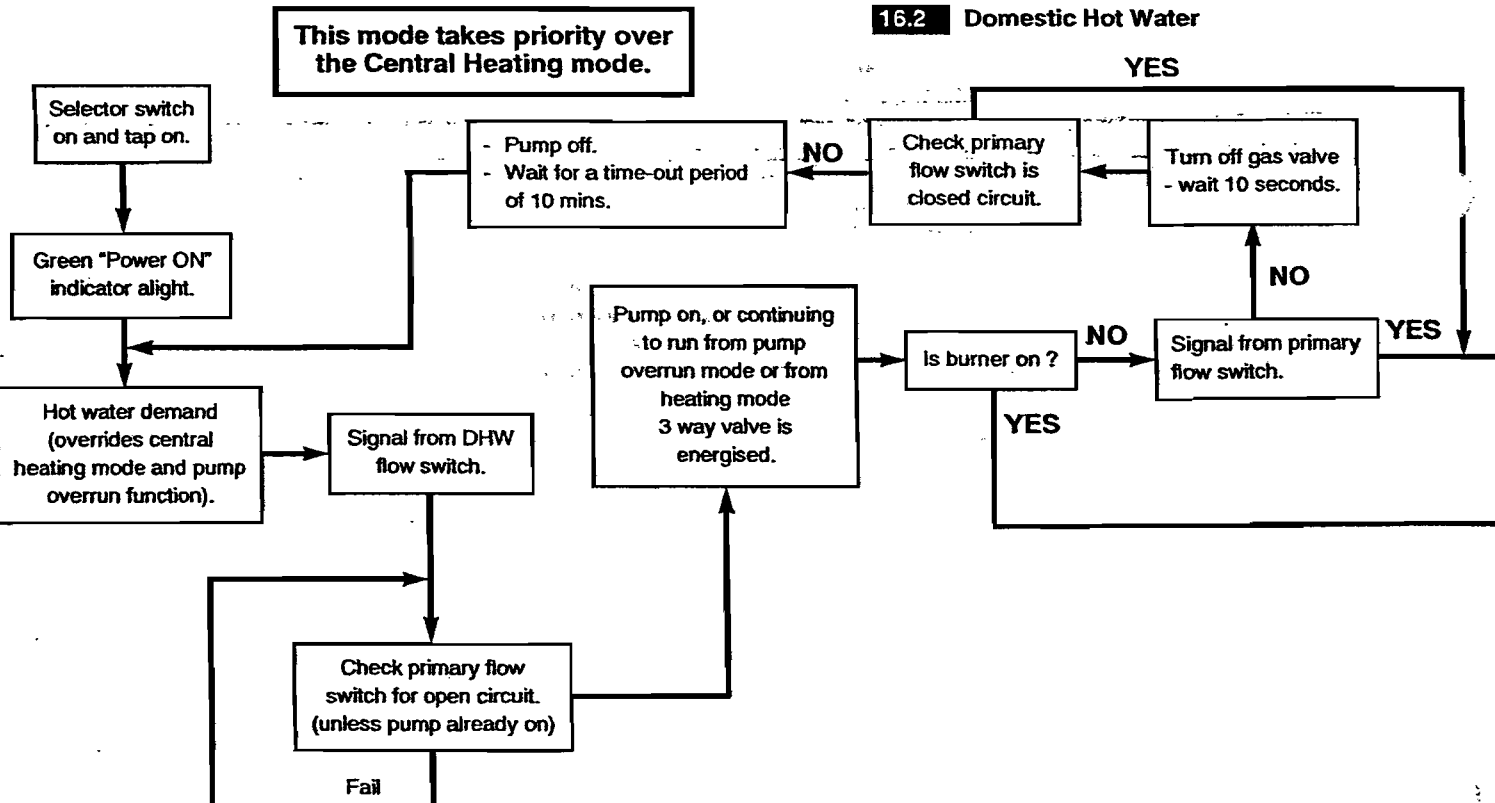 16.2 Domestic Hot Water
This mode takes priority over
the Central Heating mode.
YES
Selector switch
on and tap on.
- Pump off.
- Wait for a time-out period
of 10 mins.
NO
Check primary
flow switch is
closed circuit.
Turn off gas valve
- wait 10 seconds.
Green "Power ON"
indicator alight.
NO
Pump on, or continuing
to run from pump
overrun mode or from
heating mode
3 way valve is
energised.
Is burner on ?
NO
Signal from primary
flow switch.
YES
YES
Hot water demand
(overrides central
heating mode and pump
overrun function).
Signal from DHW
flow switch.
Check primary flow
switch for open circuit.
(unless pump already on)
Fail